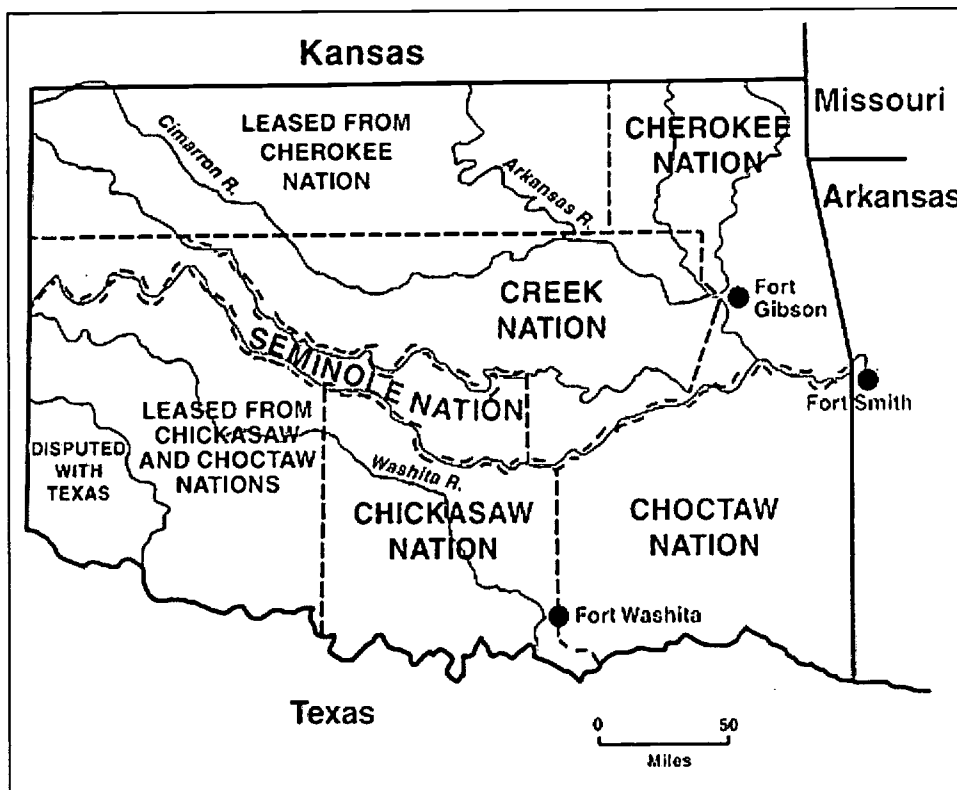 Kansas
Missouri
LEASED FROM
CHEROKEE
NATION
CHEROKEE
NATION
Cimarron R.
Arkansas R.
Arkansas
CREEK
NATION
Fort
Gibson
SEMINOLE NATION
Fort Smith
LEASED FROM
CHICKASAW
AND CHOCTAW
NATIONS
DISPUTED
WITH
TEXAS
Washita R.
CHICKASAW
NATION
CHOCTAW
NATION
Fort Washita
Texas
0 50
Miles